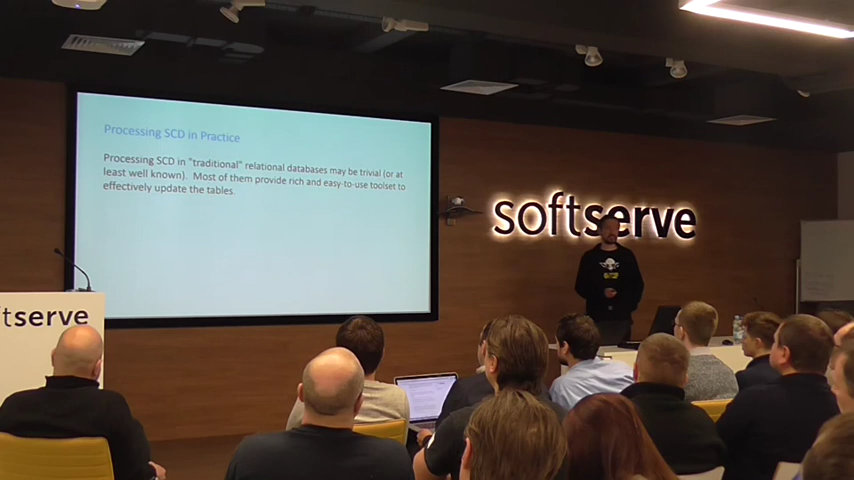 Processing SCD in Practice
Processing SCD in "traditional" relational databases may be trivial (or at
least well known). Most of them provide rich and easy-to-use toolset to
effectively update the tables.
softserve
ftserve